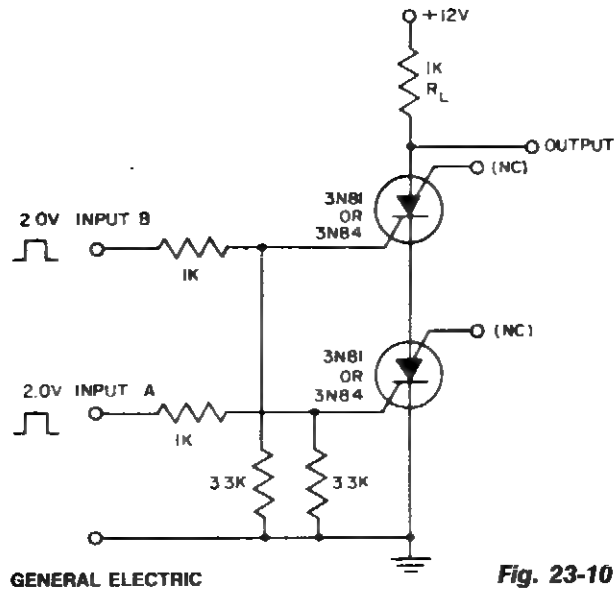 +12V
1K
RL
OUTPUT
(NC)
3N81
OR
3N84
2.0V INPUT B
1K
(NC)
3N81
OR
3N84
2.0V INPUT A
1K
3.3K
3.3K
GENERAL ELECTRIC
Fig. 23-10